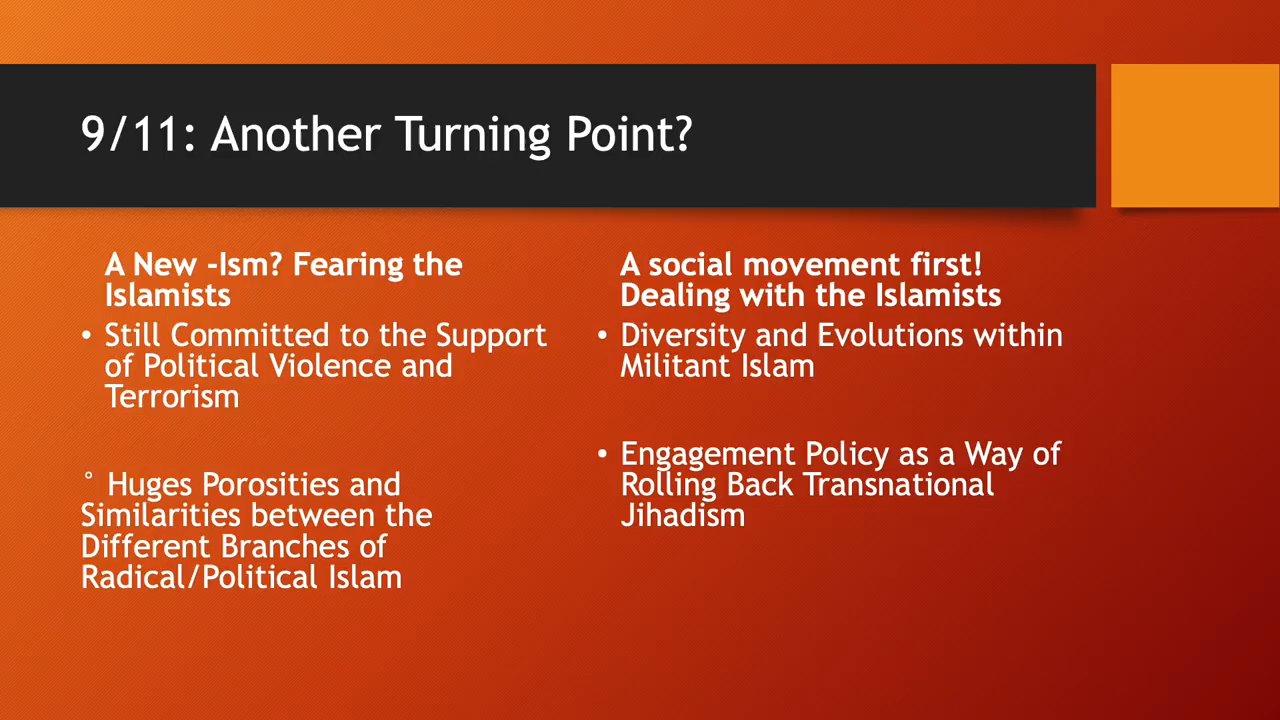 9/11: Another Turning Point?
A New -Ism? Fearing the
Islamists
• Still Committed to the Support
of Political Violence and
Terrorism
° Huges Porosities and
Similarities between the
Different Branches of
Radical/Political Islam
A social movement first!
Dealing with the Islamists
• Diversity and Evolutions within
Militant Islam
• Engagement Policy as a Way of
Rolling Back Transnational
Jihadism